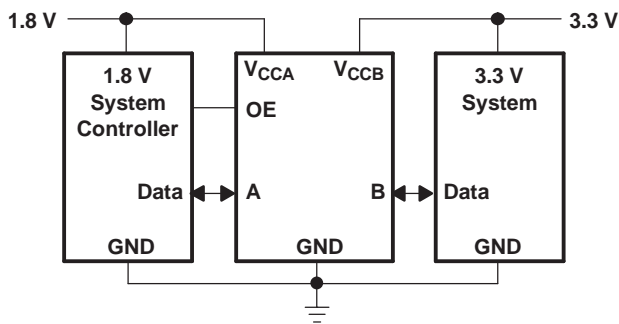 1.8 V
3.3 V
1.8 V
System
Controller
Data
GND
VCCA
VCCB
OE
A
B
GND
3.3 V
System
Data
GND